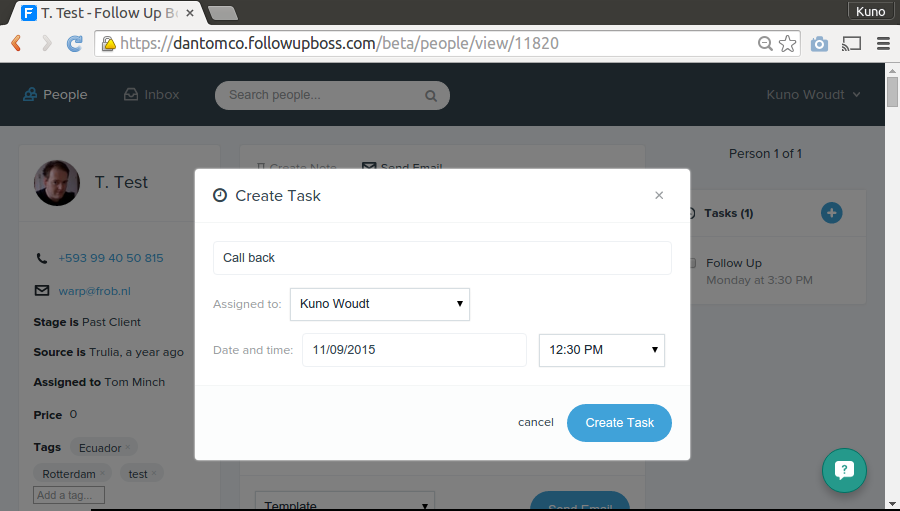 T. Test - Follow Up Bo
Kuno
https://dantomco.followupboss.com/beta/people/view/11820
People
Inbox
Search people...
Kuno Woudt
T. Test
Create Note
Send Email
Person 1 of 1
Tasks (1)
Follow Up
Monday at 3:30 PM
+593 99 40 50 815
warp@frob.nl
Stage is Past Client
Source is Trulia, a year ago
Assigned to Tom Minch
Price 0
Tags Ecuador ×
Rotterdam × test ×
Add a tag...
Create Task
×
Call back
Assigned to: Kuno Woudt
Date and time: 11/09/2015 12:30 PM
cancel Create Task
Template
Send Email